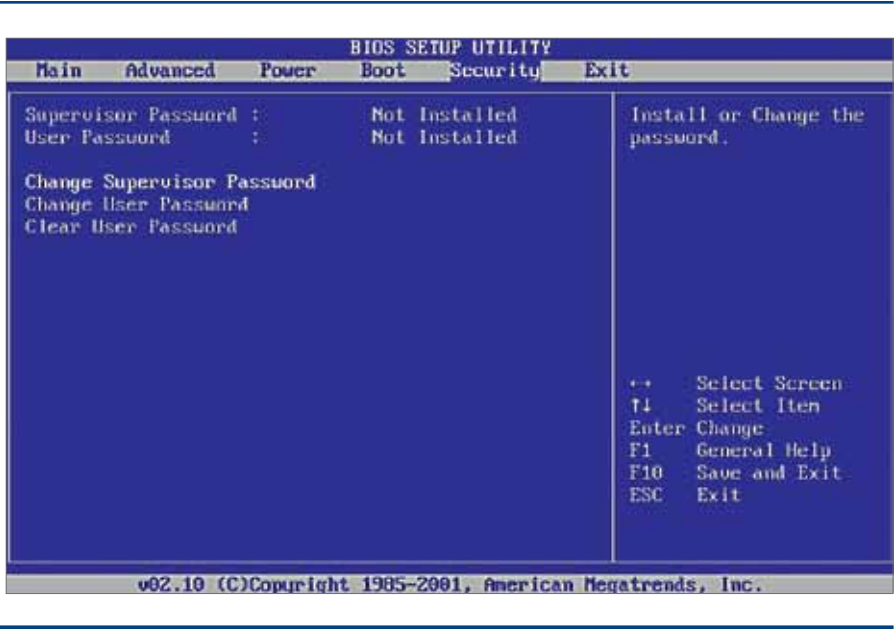 BIOS SETUP UTILITY
Main Advanced Power Boot Security Exit
Supervisor Password : Not Installed
User Password : Not Installed
Change Supervisor Password
Change User Password
Clear User Password
Install or Change the
password.
←→ Select Screen
↑↓ Select Item
Enter Change
F1 General Help
F10 Save and Exit
ESC Exit
v02.10 (C)Copyright 1985-2001, American Megatrends, Inc.